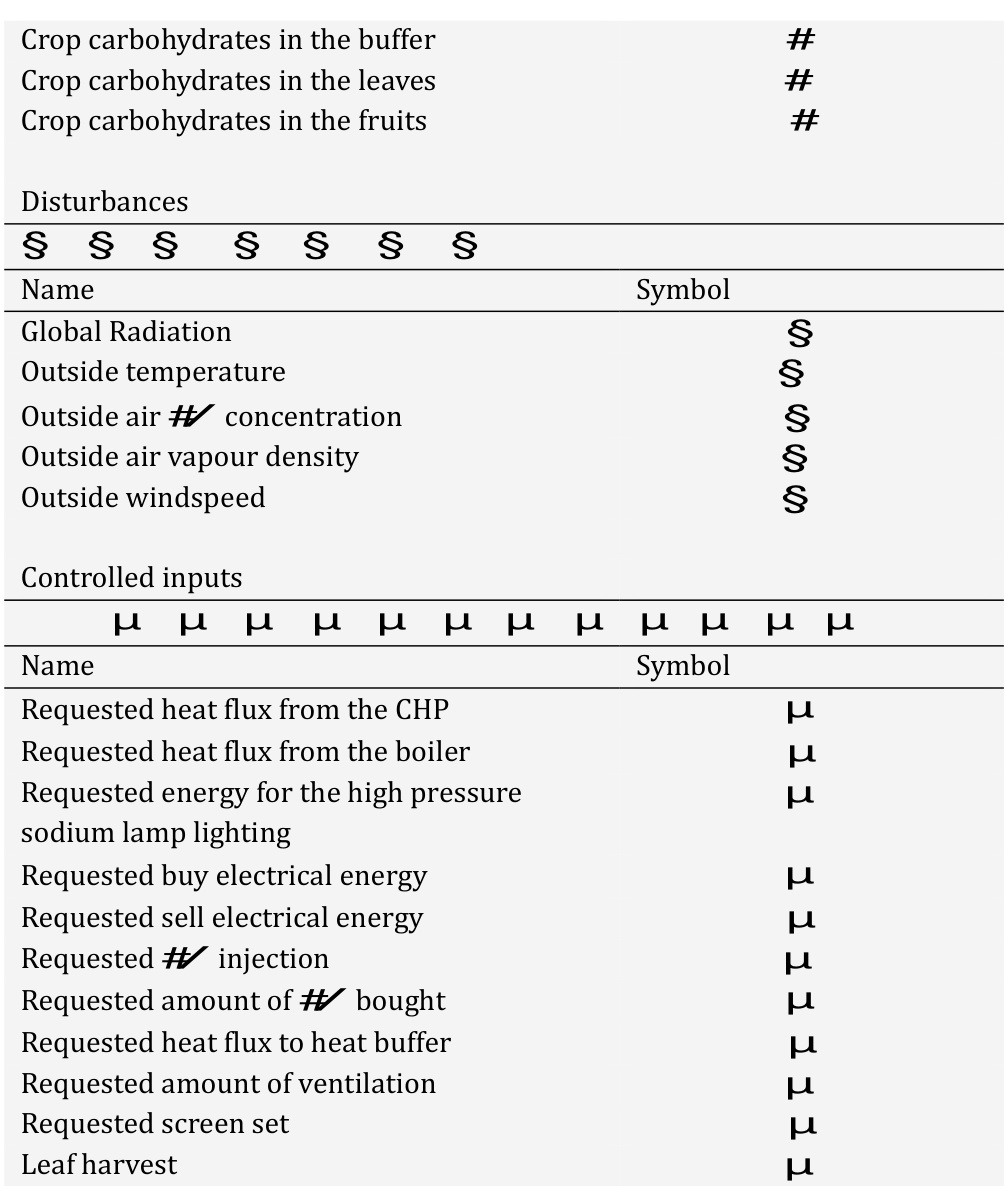 Crop carbohydrates in the buffer #
Crop carbohydrates in the leaves #
Crop carbohydrates in the fruits #
Disturbances
§ § § § § § §
Name Symbol
Global Radiation §
Outside temperature §
Outside air #✓ concentration §
Outside air vapour density §
Outside windspeed §
Controlled inputs
µ µ µ µ µ µ µ µ µ µ µ µ
Name Symbol
Requested heat flux from the CHP µ
Requested heat flux from the boiler µ
Requested energy for the high pressure µ
sodium lamp lighting
Requested buy electrical energy µ
Requested sell electrical energy µ
Requested #✓ injection µ
Requested amount of #✓ bought µ
Requested heat flux to heat buffer µ
Requested amount of ventilation µ
Requested screen set µ
Leaf harvest µ